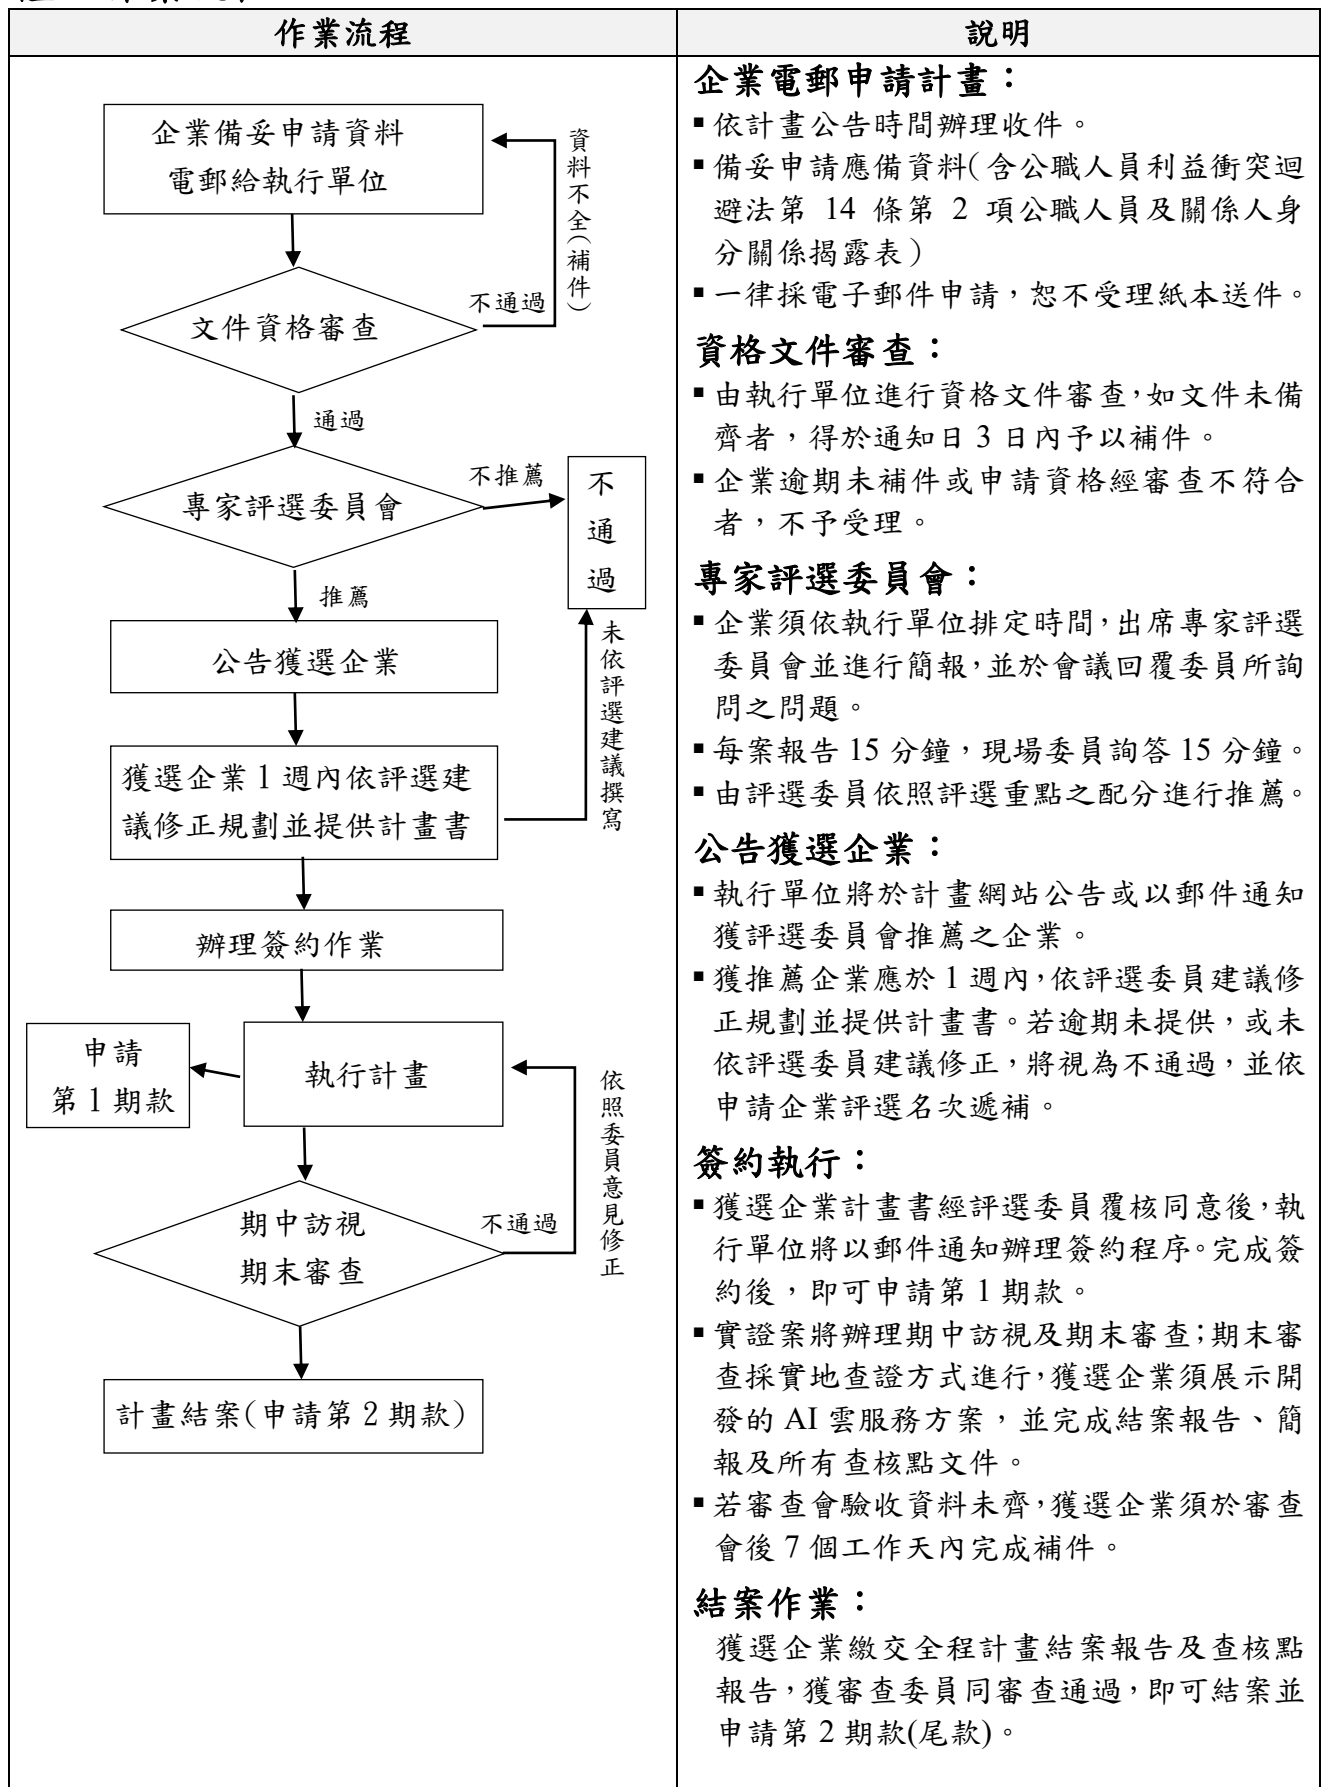 作業流程
說明
企業備妥申請資料
電郵給執行單位
資料不全（補件）
不通過
文件資格審查
通過
不推薦
專家評選委員會
不通過
推薦
公告獲選企業
未依評選建議撰寫
獲選企業 1 週內依評選建
議修正規劃並提供計畫書
辦理簽約作業
申請
第 1 期款
執行計畫
依照委員意見修正
期中訪視
期末審查
不通過
計畫結案(申請第 2 期款)
企業電郵申請計畫：
▪依計畫公告時間辦理收件。
▪備妥申請應備資料(含公職人員利益衝突迴
避法第 14 條第 2 項公職人員及關係人身
分關係揭露表)
▪一律採電子郵件申請，恕不受理紙本送件。
資格文件審查：
▪由執行單位進行資格文件審查，如文件未備
齊者，得於通知日 3 日內予以補件。
▪企業逾期未補件或申請資格經審查不符合
者，不予受理。
專家評選委員會：
▪企業須依執行單位排定時間，出席專家評選
委員會並進行簡報，並於會議回覆委員所詢
問之問題。
▪每案報告 15 分鐘，現場委員詢答 15 分鐘。
▪由評選委員依照評選重點之配分進行推薦。
公告獲選企業：
▪執行單位將於計畫網站公告或以郵件通知
獲評選委員會推薦之企業。
▪獲推薦企業應於 1 週內，依評選委員建議修
正規劃並提供計畫書。若逾期未提供，或未
依評選委員建議修正，將視為不通過，並依
申請企業評選名次遞補。
簽約執行：
▪獲選企業計畫書經評選委員覆核同意後，執
行單位將以郵件通知辦理簽約程序。完成簽
約後，即可申請第 1 期款。
▪實證案將辦理期中訪視及期末審查；期末審
查採實地查證方式進行，獲選企業須展示開
發的 AI 雲服務方案，並完成結案報告、簡
報及所有查核點文件。
▪若審查會驗收資料未齊，獲選企業須於審查
會後 7 個工作天內完成補件。
結案作業：
獲選企業繳交全程計畫結案報告及查核點
報告，獲審查委員同審查通過，即可結案並
申請第 2 期款(尾款)。